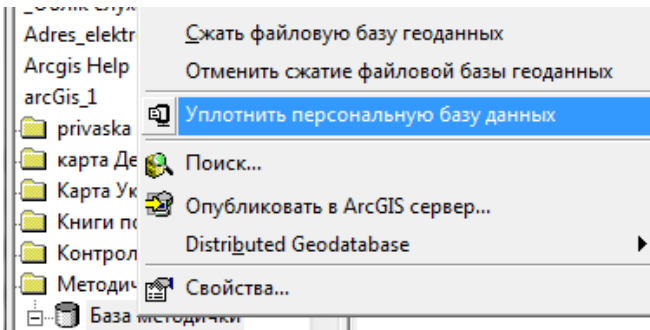 Adres_elektr
Arcgis Help
arcGis_1
privaska
карта Де
Карта Ук
Книги по
Контрол
Методич
База методички
Сжать файловую базу геоданных
Отменить сжатие файловой базы геоданных
Уплотнить персональную базу данных
Поиск...
Опубликовать в ArcGIS сервер...
Distributed Geodatabase
Свойства...